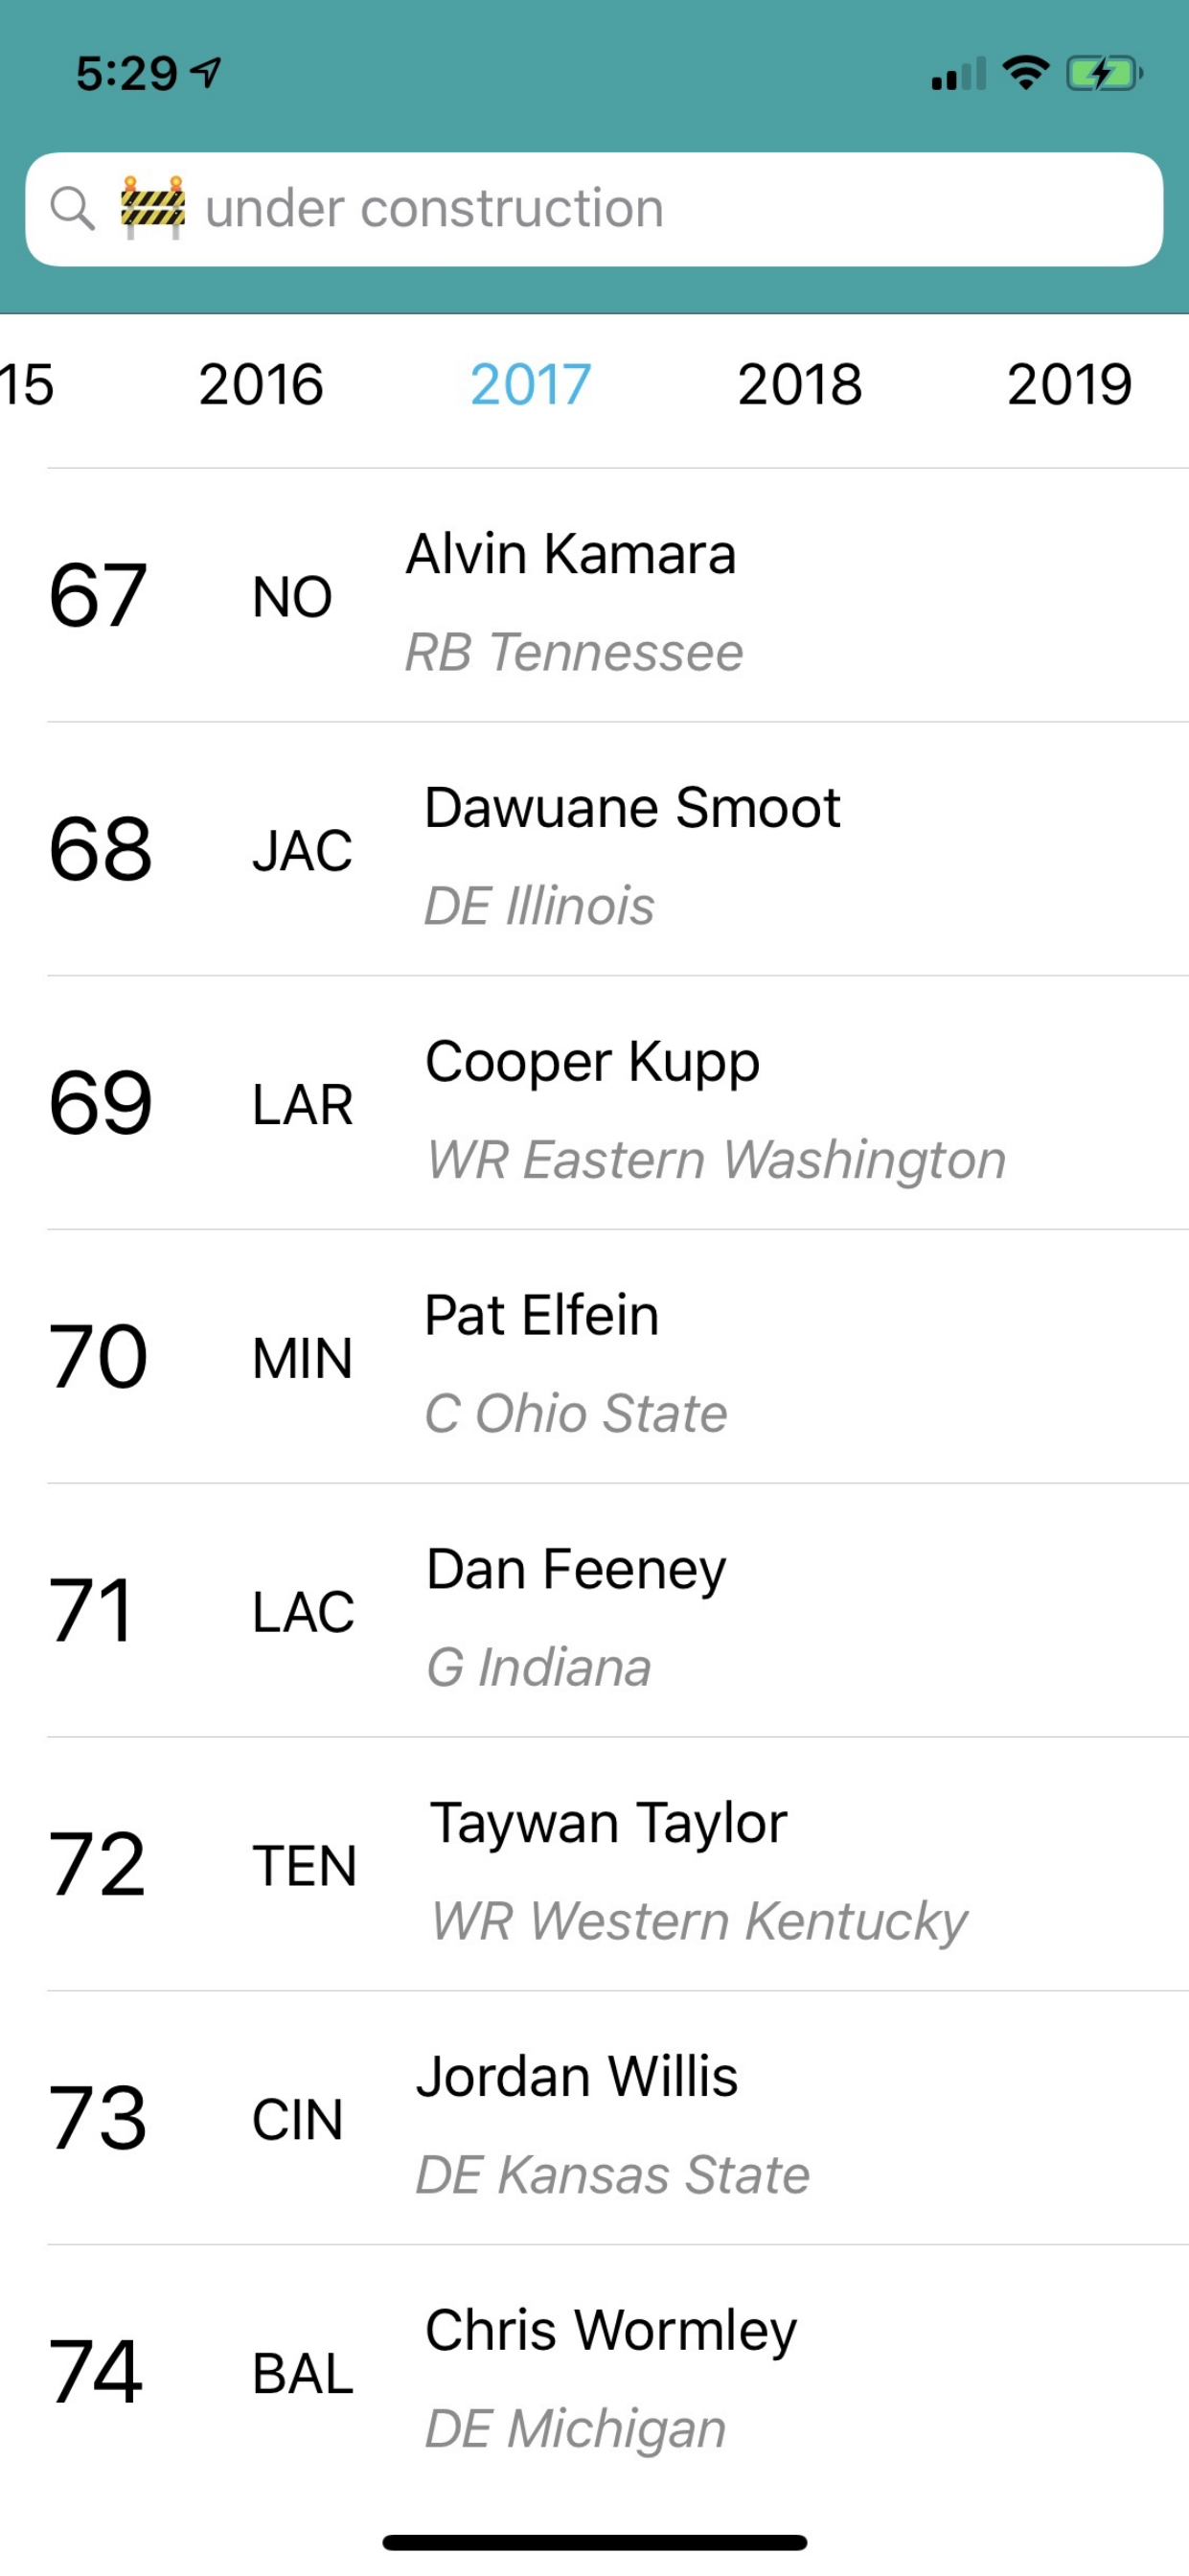 5:29
under construction
15 2016 2017 2018 2019
67 NO Alvin Kamara
RB Tennessee
68 JAC Dawuane Smoot
DE Illinois
69 LAR Cooper Kupp
WR Eastern Washington
70 MIN Pat Elfein
C Ohio State
71 LAC Dan Feeney
G Indiana
72 TEN Taywan Taylor
WR Western Kentucky
73 CIN Jordan Willis
DE Kansas State
74 BAL Chris Wormley
DE Michigan